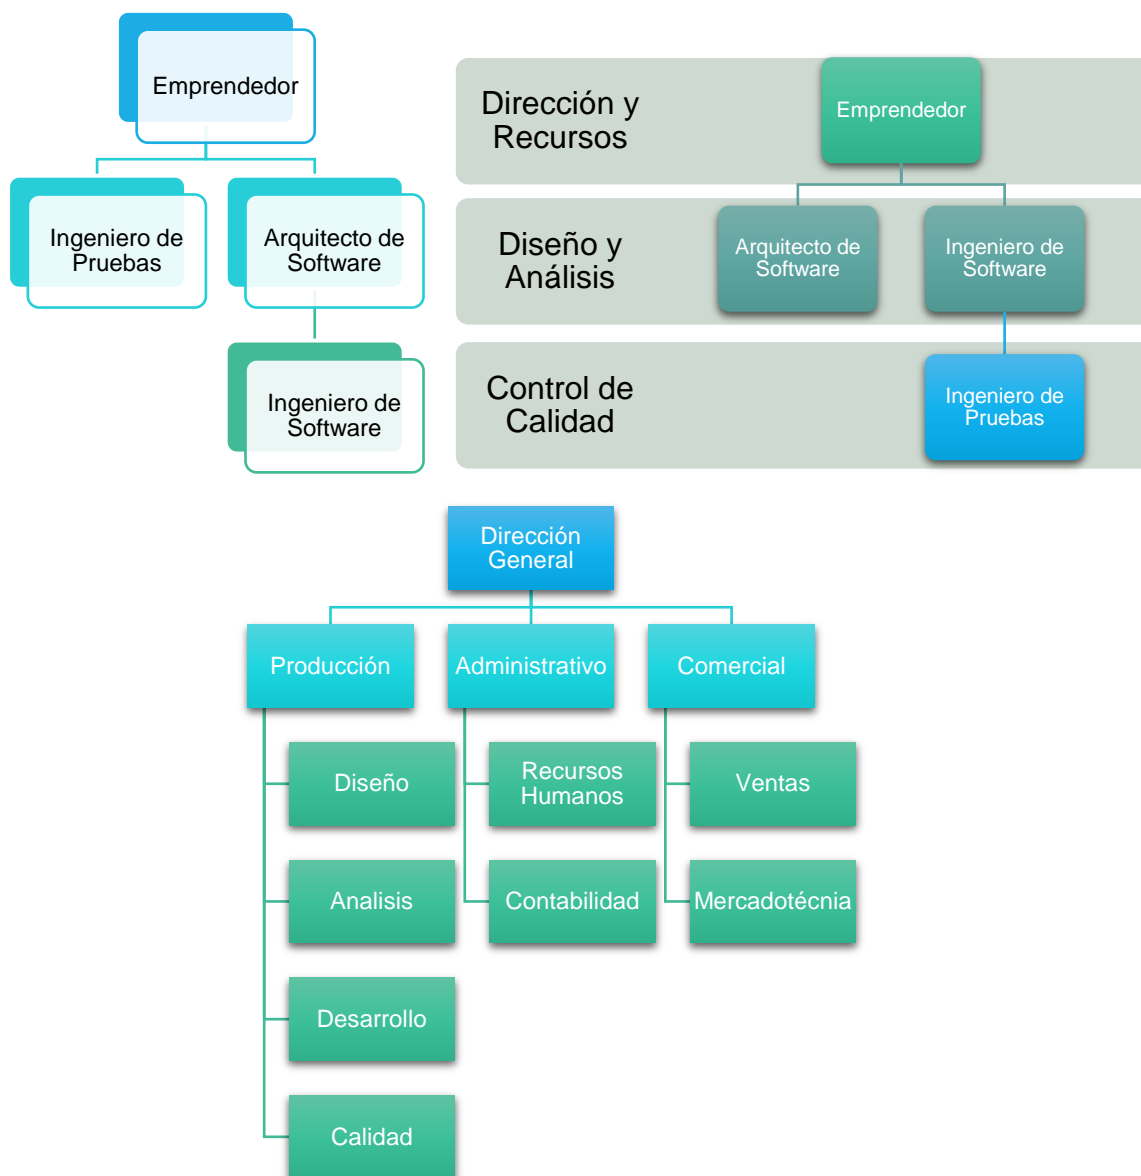 Emprendedor
Ingeniero de
Pruebas
Arquitecto de
Software
Ingeniero de
Software
Dirección y
Recursos
Emprendedor
Diseño y
Análisis
Arquitecto de
Software
Ingeniero de
Software
Control de
Calidad
Ingeniero de
Pruebas
Dirección
General
Producción
Administrativo
Comercial
Diseño
Recursos
Humanos
Ventas
Analisis
Contabilidad
Mercadotécnia
Desarrollo
Calidad